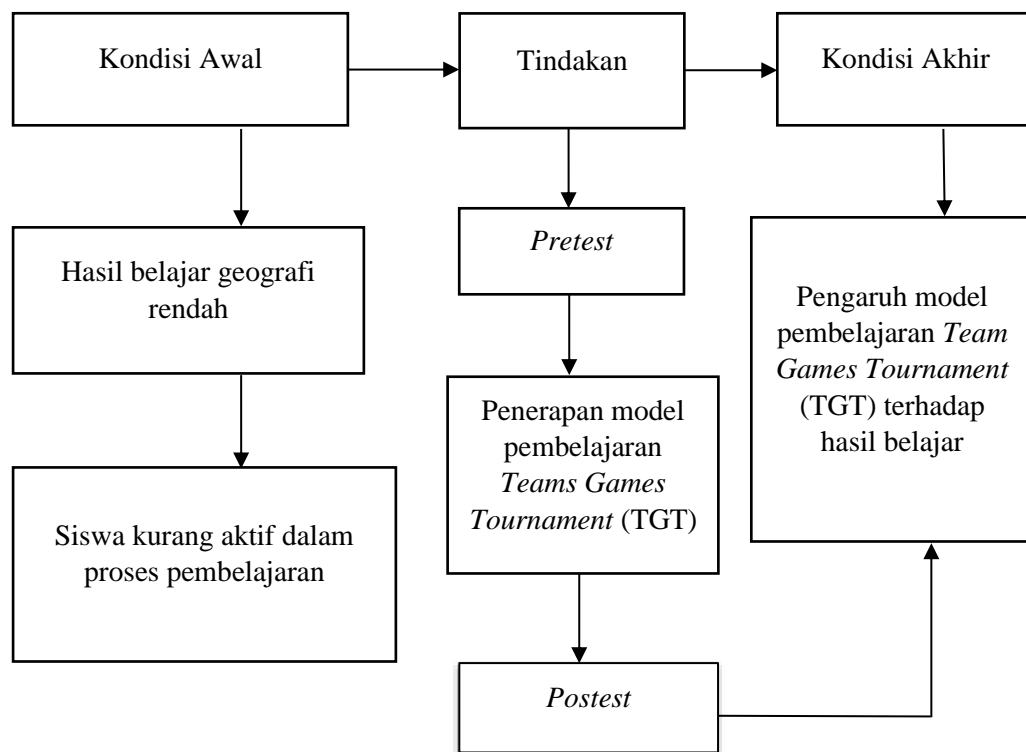 Kondisi Awal
Tindakan
Kondisi Akhir
Hasil belajar geografi
rendah
Siswa kurang aktif dalam
proses pembelajaran
Pretest
Penerapan model
pembelajaran
Teams Games
Tournament (TGT)
Postest
Pengaruh model
pembelajaran Team
Games Tournament
(TGT) terhadap
hasil belajar